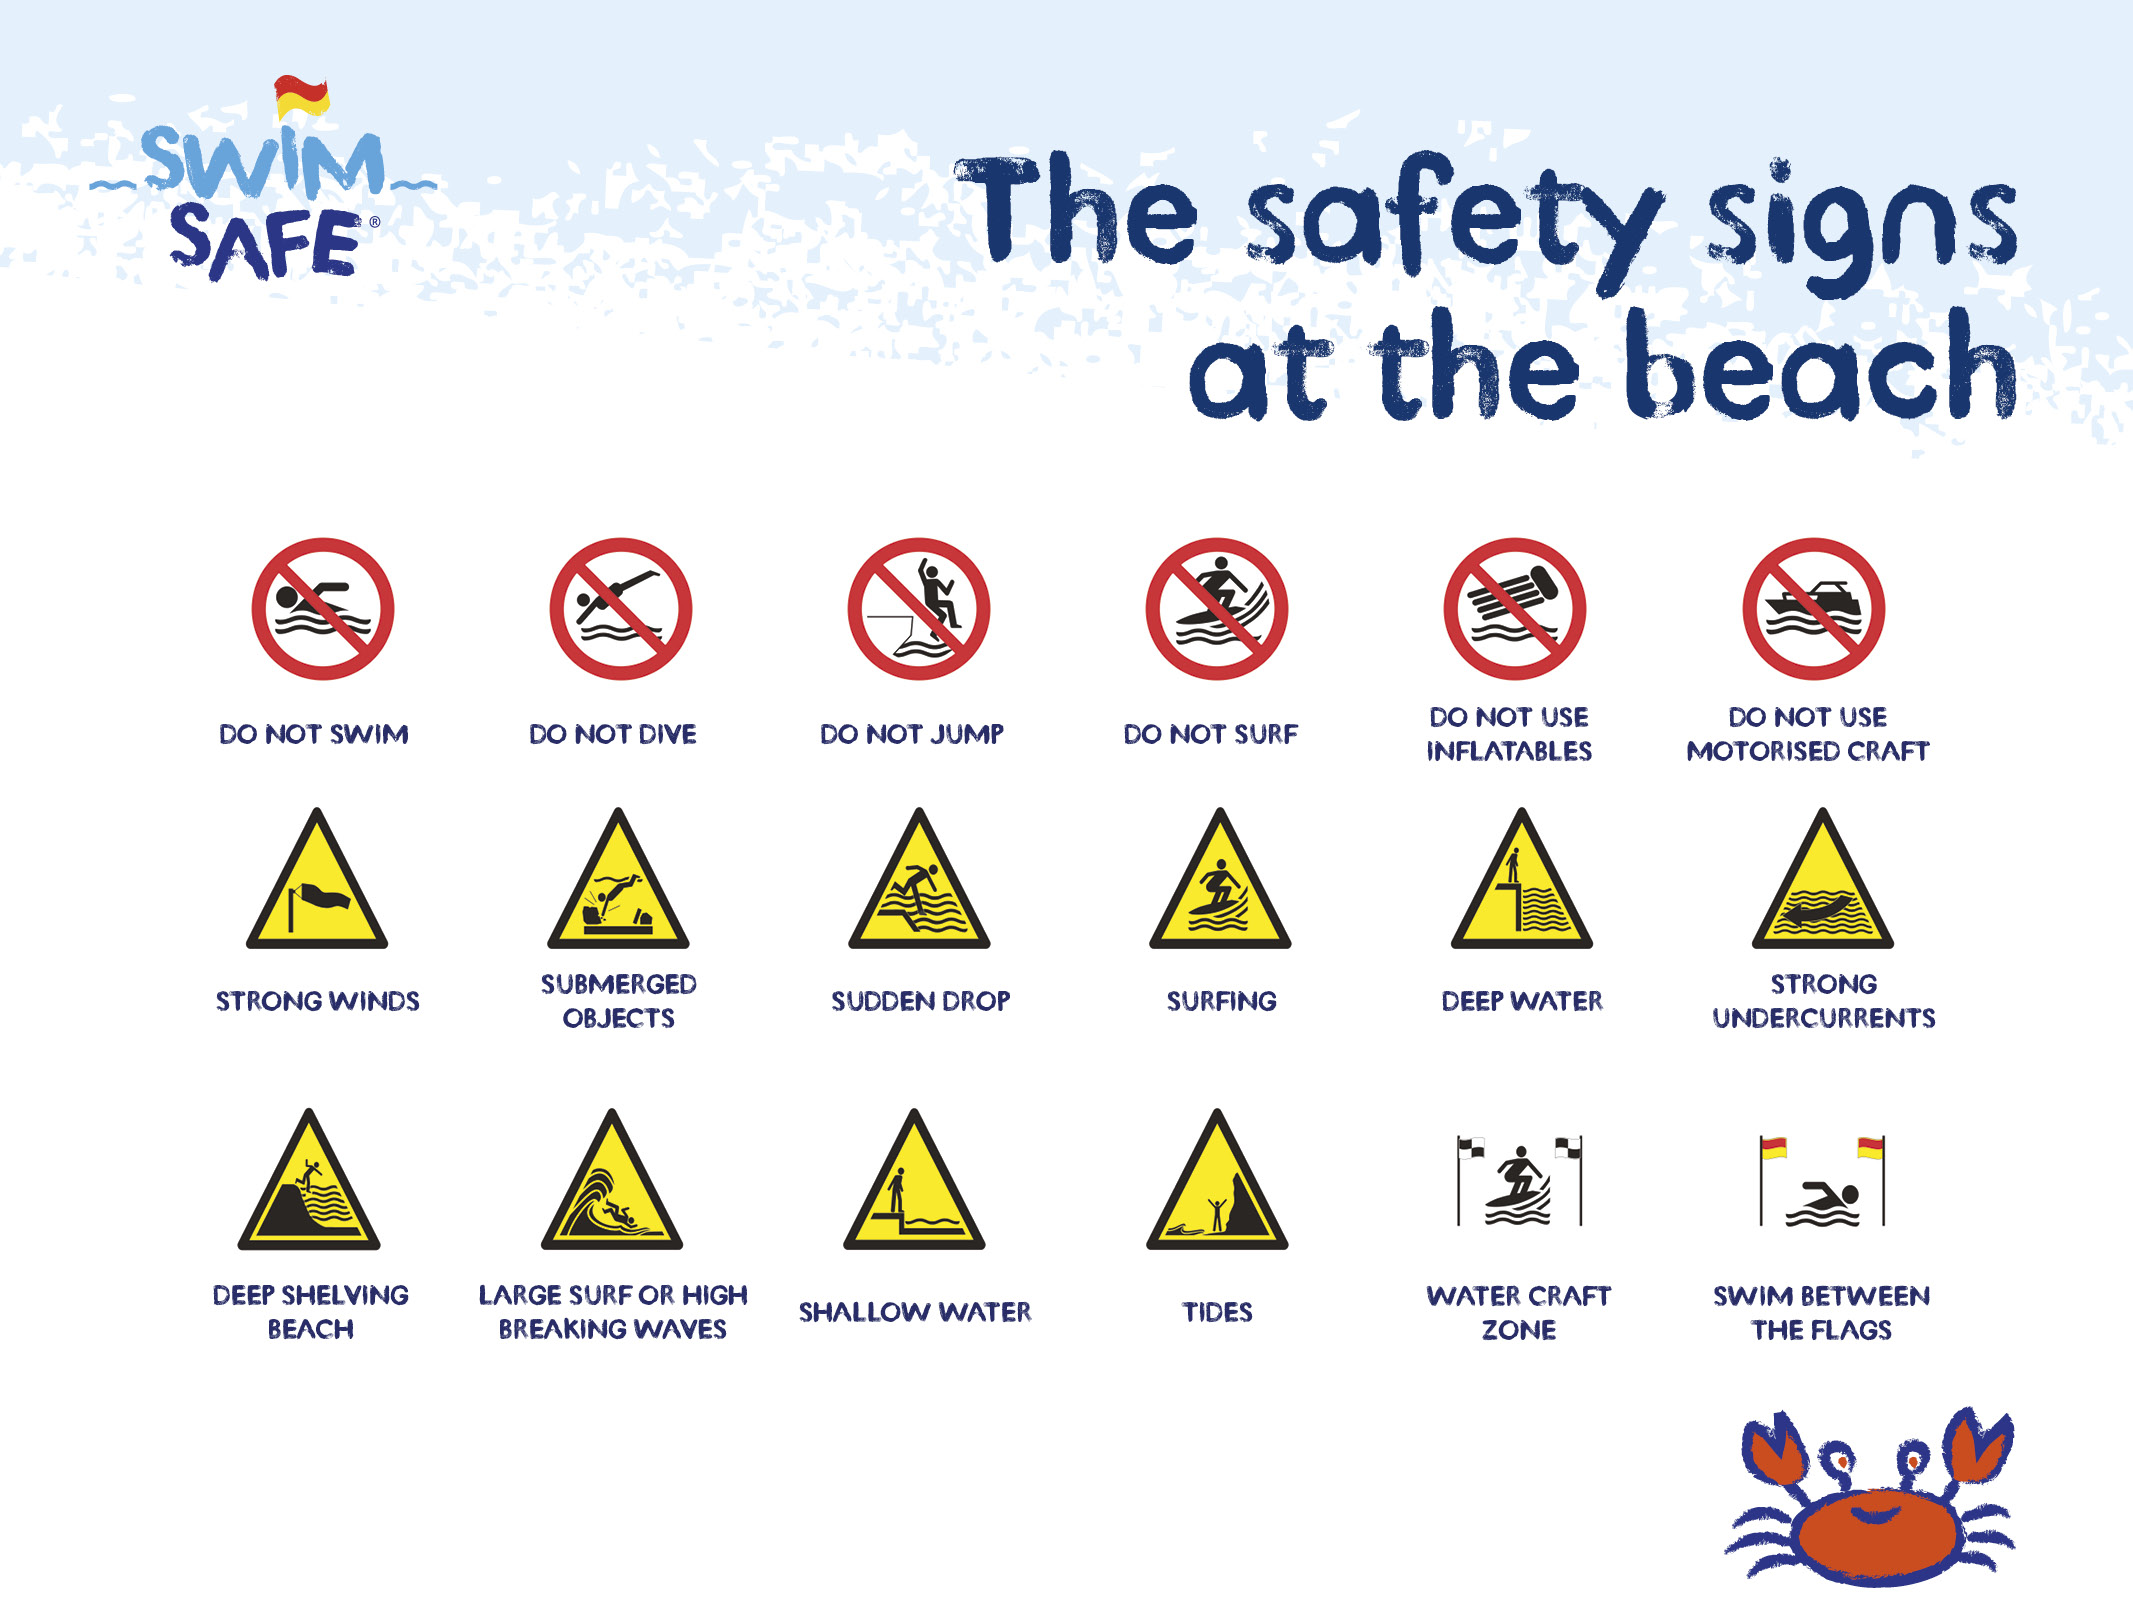 SWIM
SAFE®
The safety signs
at the beach
DO NOT SWIM
DO NOT DIVE
DO NOT JUMP
DO NOT SURF
DO NOT USE
INFLATABLES
DO NOT USE
MOTORISED CRAFT
STRONG WINDS
SUBMERGED
OBJECTS
SUDDEN DROP
SURFING
DEEP WATER
STRONG
UNDERCURRENTS
DEEP SHELVING
BEACH
LARGE SURF OR HIGH
BREAKING WAVES
SHALLOW WATER
TIDES
WATER CRAFT
ZONE
SWIM BETWEEN
THE FLAGS